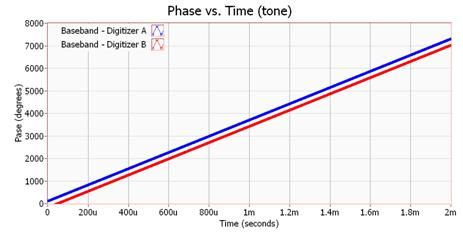 Phase vs. Time (tone)
Baseband - Digitizer A
Baseband - Digitizer B
Pase (degrees)
8000
7000
6000
5000
4000
3000
2000
1000
0
0 200u 400u 600u 800u 1m 1.2m 1.4m 1.6m 1.8m 2m
Time (seconds)